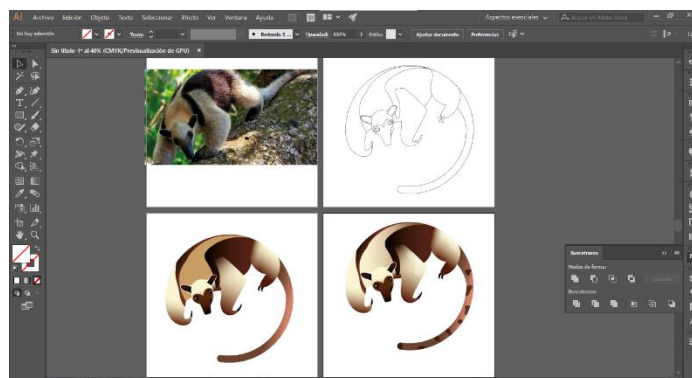 Ai Archivo Edición Objeto Texto Seleccionar Efecto Ver Ventana Ayuda Aspectos esenciales Buscar en Adobe Stock
No hay selección Trazo: Redondo 5 ... Opacidad: 100% Estilo: Ajustar documento Preferencias
Sin título-1* al 40% (CMYK/Previsualización de GPU) ×
Buscatrazos
Modos de forma:
Buscatrazos: